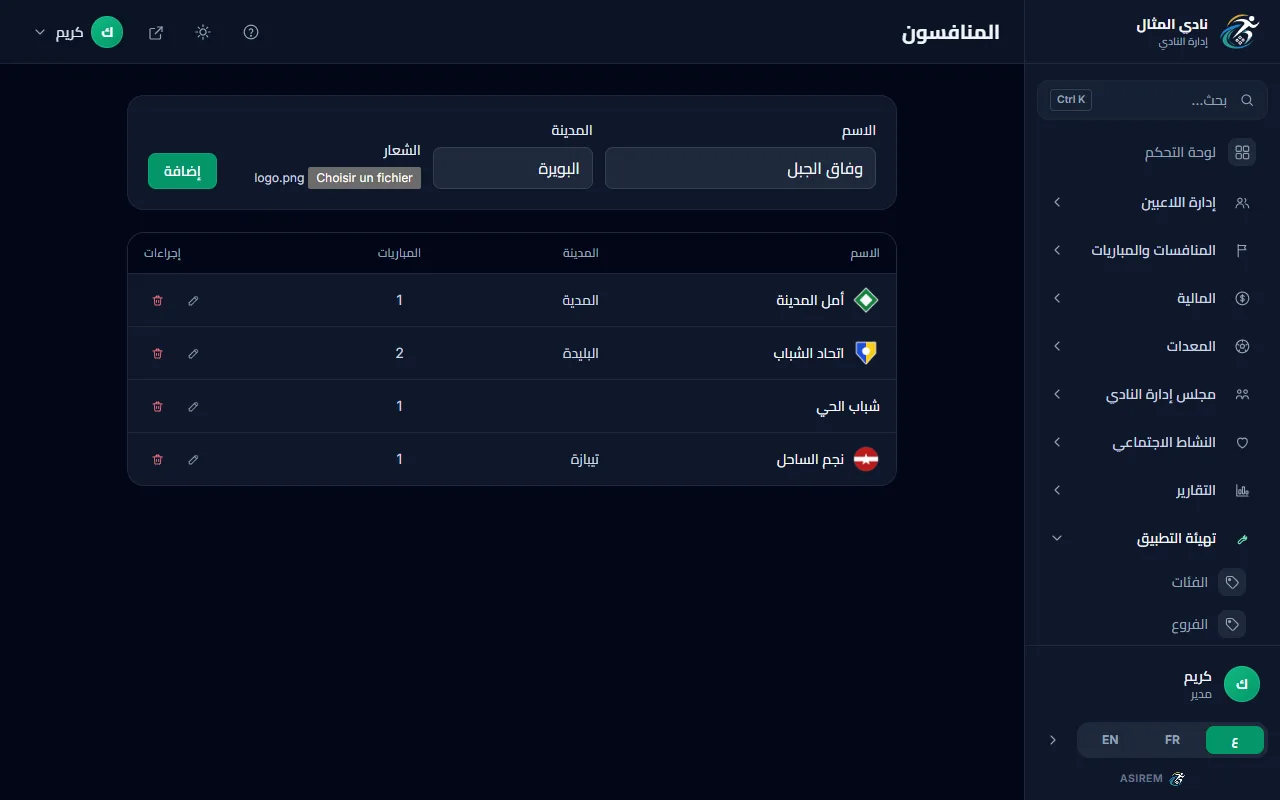 نادي المثال
إدارة النادي
بحث...
Ctrl K
لوحة التحكم
إدارة اللاعبين
المنافسات والمباريات
المالية
المعدات
مجلس إدارة النادي
النشاط الاجتماعي
التقارير
تهيئة التطبيق
الفئات
الفروع
كريم
مدير
ع
FR
EN
ASIREM
المنافسون
ك
كريم
الاسم
وفاق الجبل
المدينة
البويرة
الشعار
Choisir un fichier logo.png
إضافة
الاسم المدينة المباريات إجراءات
أمل المدينة المدية 1
اتحاد الشباب البليدة 2
شباب الحي 1
نجم الساحل تيبازة 1